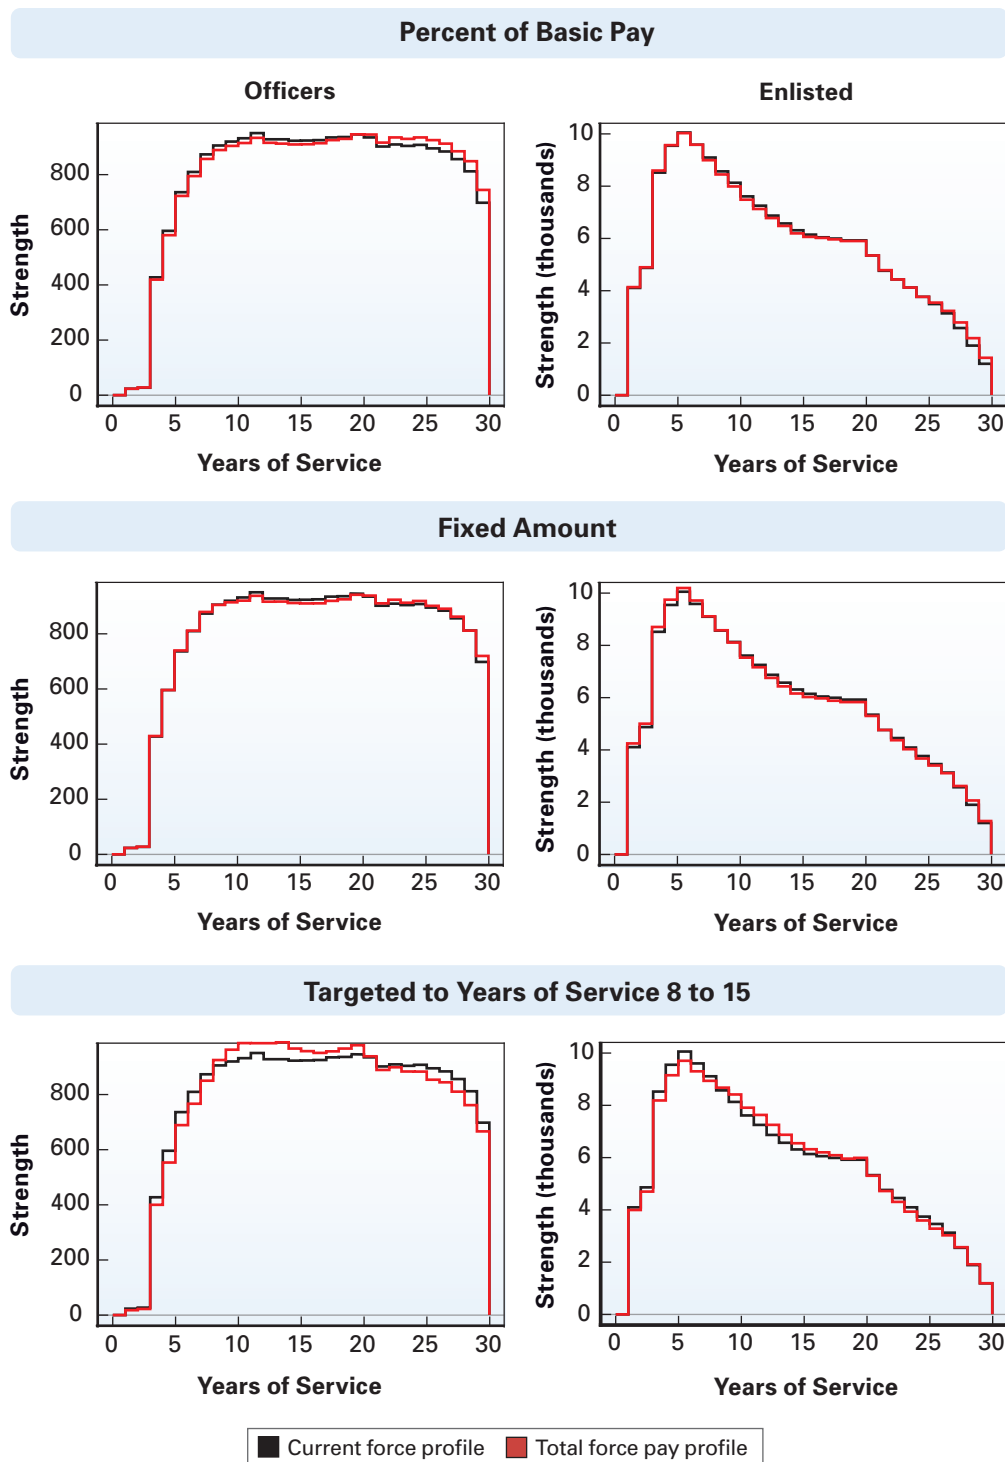 Percent of Basic Pay
Officers
Enlisted
Strength
800
600
400
200
0
0 5 10 15 20 25 30
Years of Service
Strength (thousands)
10
8
6
4
2
0
0 5 10 15 20 25 30
Years of Service
Fixed Amount
Strength
800
600
400
200
0
0 5 10 15 20 25 30
Years of Service
Strength (thousands)
10
8
6
4
2
0
0 5 10 15 20 25 30
Years of Service
Targeted to Years of Service 8 to 15
Strength
800
600
400
200
0
0 5 10 15 20 25 30
Years of Service
Strength (thousands)
10
8
6
4
2
0
0 5 10 15 20 25 30
Years of Service
Current force profile Total force pay profile